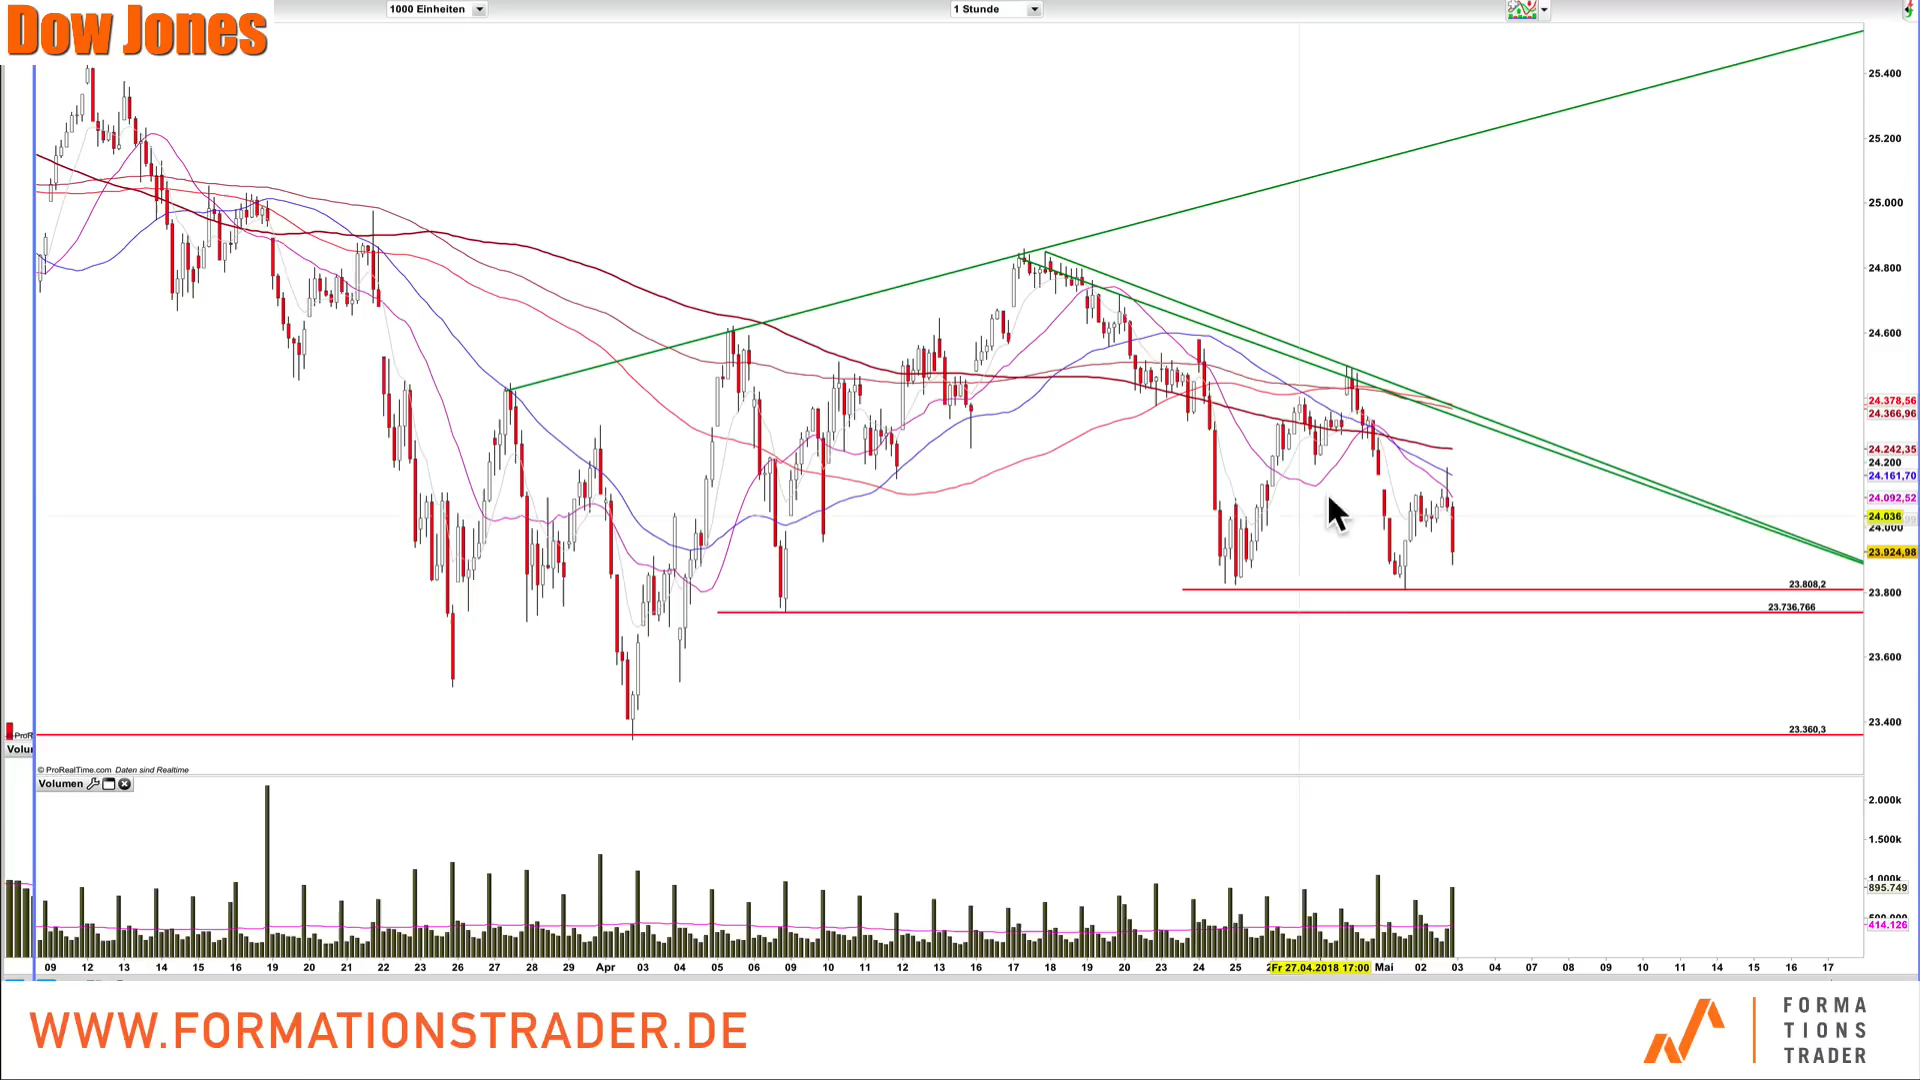 Dow Jones
1000 Einheiten
1 Stunde
25.400
25.200
25.000
24.800
24.600
24.378,56
24.366,96
24.242,35
24.200
24.161,70
24.092,52
24.036
24.000
23.924,98
23.808,2
23.800
23.736,766
23.600
23.400
23.360,3
© ProRealTime.com Daten sind Realtime
Volumen
2.000k
1.500k
1.000k
895.749
500.000
414.126
09 12 13 14 15 16 19 20 21 22 23 26 27 28 29 Apr 03 04 05 06 09 10 11 12 13 16 17 18 19 20 23 24 25 Fr 27.04.2018 17:00 Mai 02 03 04 07 08 09 10 11 14 15 16 17
WWW.FORMATIONSTRADER.DE
FORMA
TIONS
TRADER